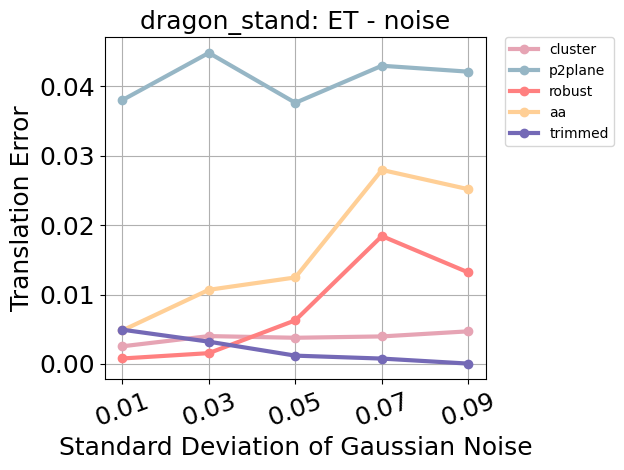 dragon_stand: ET - noise
Translation Error
0.04
0.03
0.02
0.01
0.00
0.01 0.03 0.05 0.07 0.09
Standard Deviation of Gaussian Noise
cluster
p2plane
robust
aa
trimmed